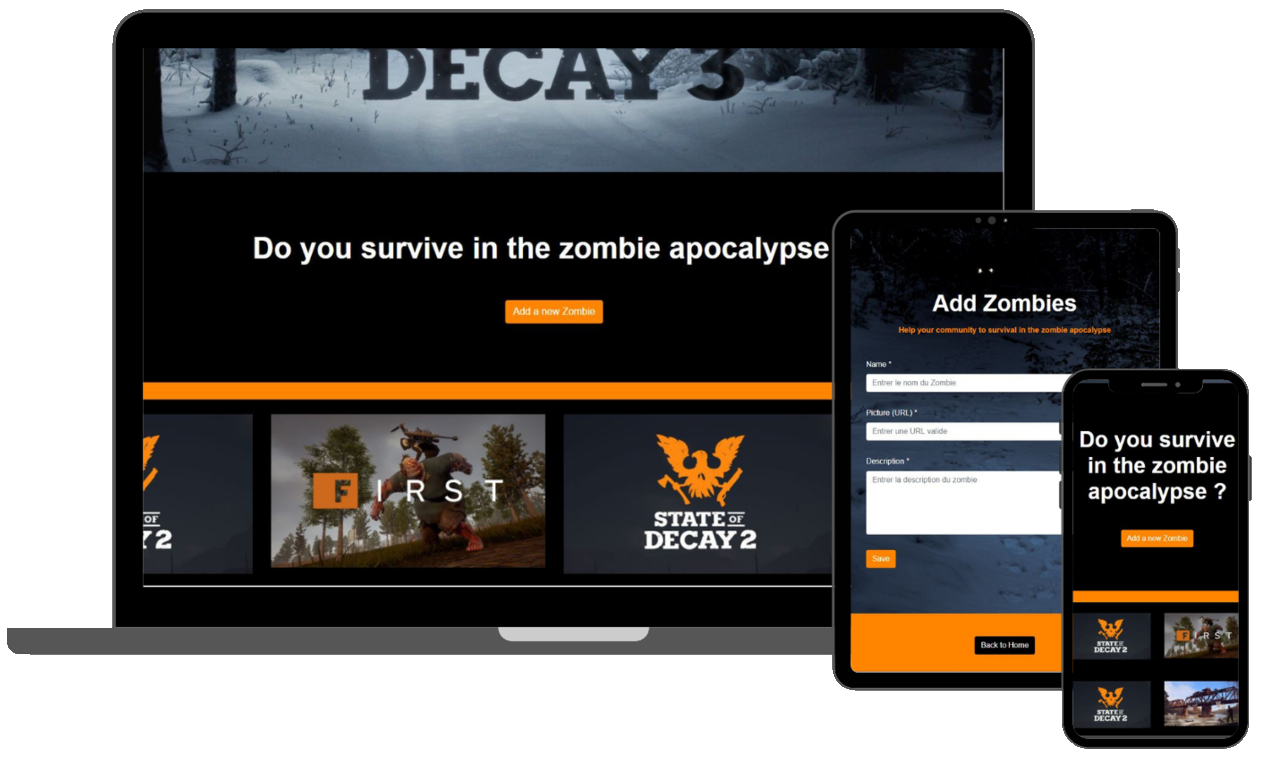 DECAY 3
Do you survive in the zombie apocalypse
Add a new Zombie
OF
Y 2
FIRST
STATE OF
DECAY 2
Add Zombies
Help your community to survival in the zombie apocalypse
Name *
Entrer le nom du Zombie
Picture (URL) *
Entrer une URL valide
Description *
Entrer la description du zombie
Save
Back to Home
Do you survive
in the zombie
apocalypse ?
Add a new Zombie
STATE OF
DECAY 2
FIRST
STATE OF
DECAY 2